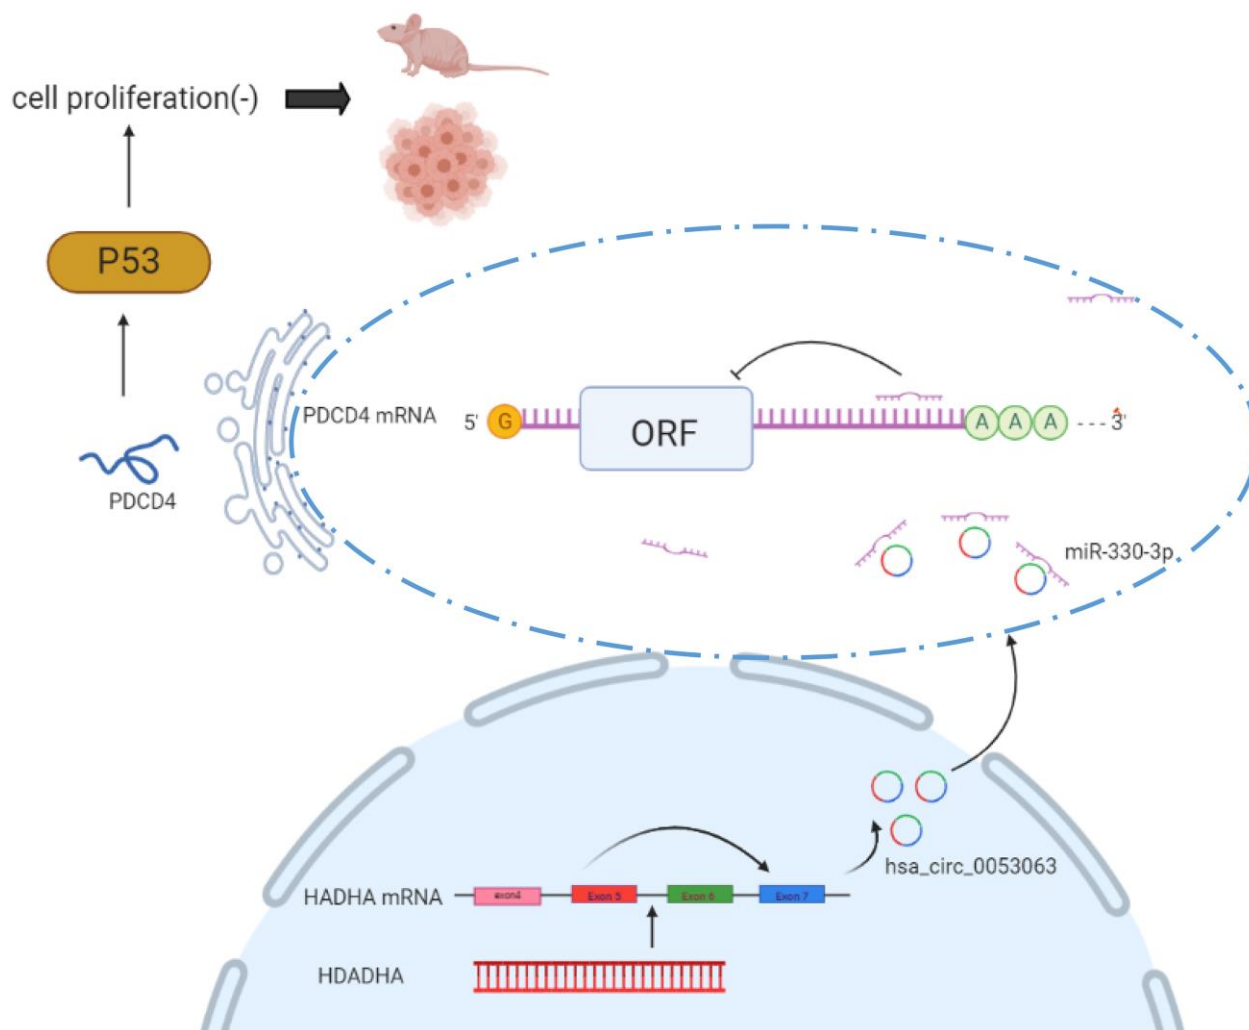 cell proliferation(-)
P53
PDCD4
PDCD4 mRNA
5' G ORF A A A ---3'
miR-330-3p
hsa_circ_0053063
HADHA mRNA
exon4 Exon 5 Exon 6 Exon 7
HDADHA